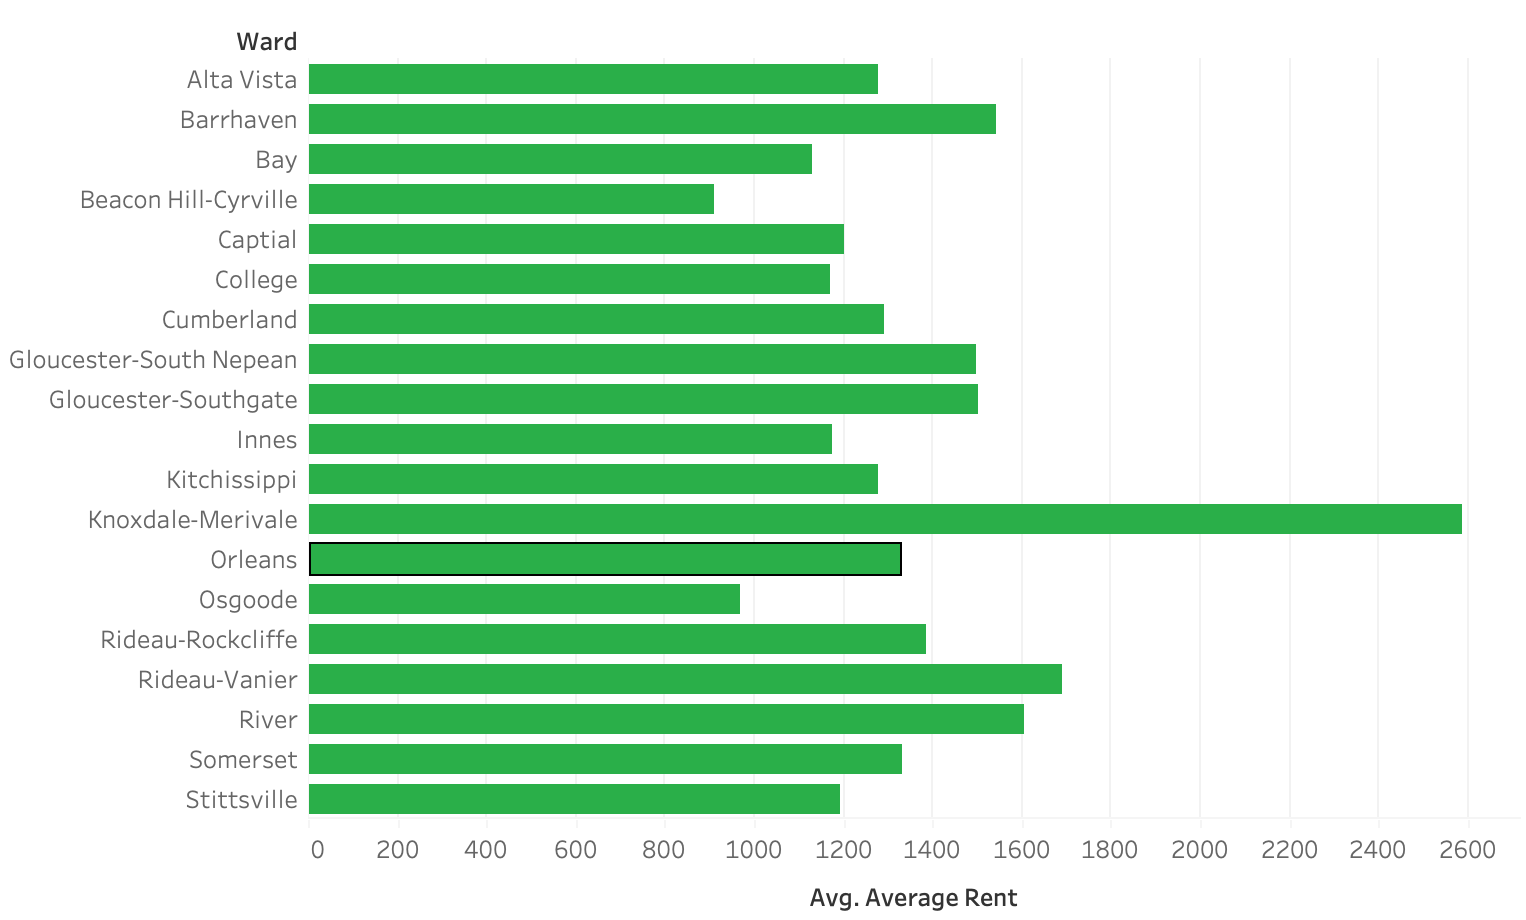 Ward
Alta Vista
Barrhaven
Bay
Beacon Hill-Cyrville
Captial
College
Cumberland
Gloucester-South Nepean
Gloucester-Southgate
Innes
Kitchissippi
Knoxdale-Merivale
Orleans
Osgoode
Rideau-Rockcliffe
Rideau-Vanier
River
Somerset
Stittsville
0 200 400 600 800 1000 1200 1400 1600 1800 2000 2200 2400 2600
Avg. Average Rent